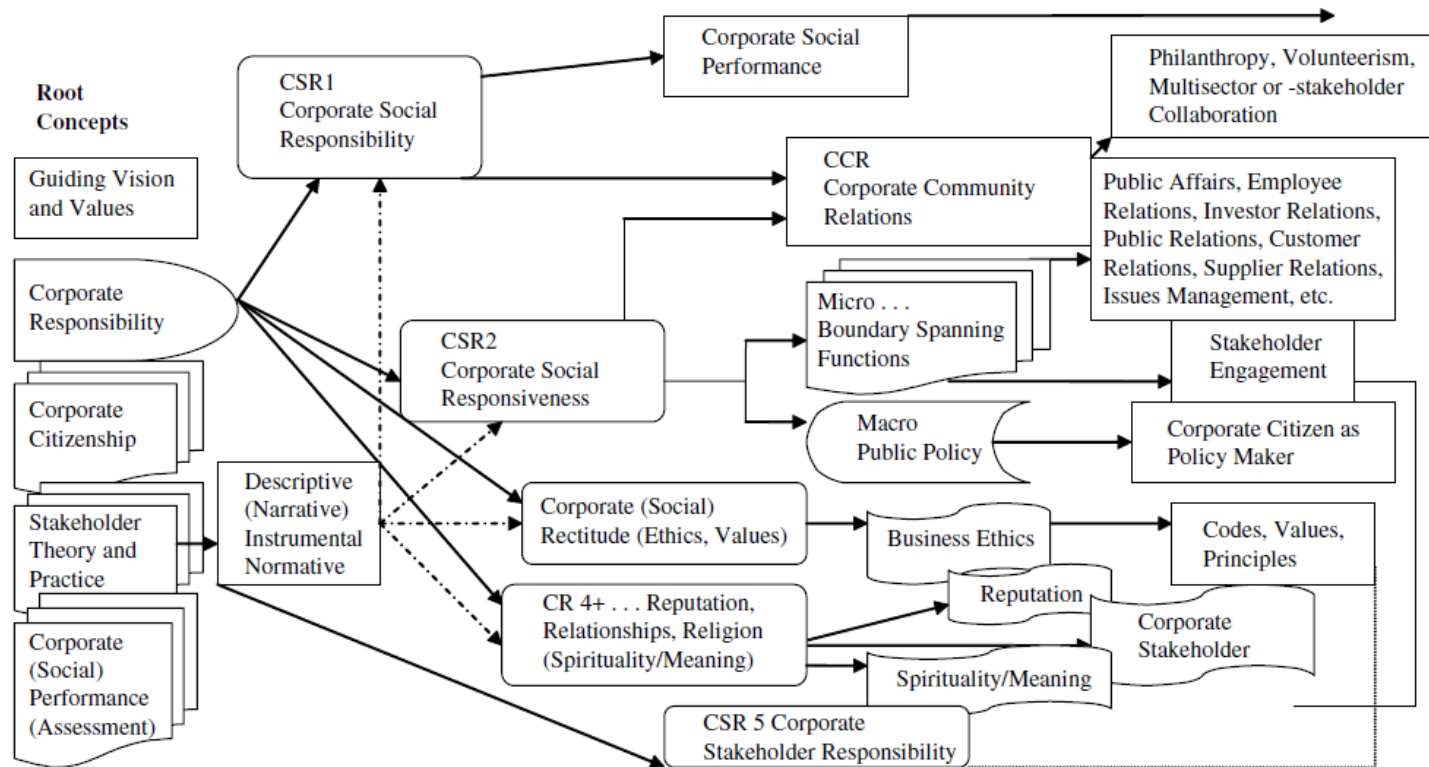 Root
Concepts
Guiding Vision
and Values
Corporate
Responsibility
Corporate
Citizenship
Stakeholder
Theory and
Practice
Corporate
(Social)
Performance
(Assessment)
Descriptive
(Narrative)
Instrumental
Normative
CSR1
Corporate Social
Responsibility
CSR2
Corporate Social
Responsiveness
Corporate (Social)
Rectitude (Ethics, Values)
CR 4+ . . . Reputation,
Relationships, Religion
(Spirituality/Meaning)
CSR 5 Corporate
Stakeholder Responsibility
Corporate Social
Performance
CCR
Corporate Community
Relations
Micro . . .
Boundary Spanning
Functions
Macro
Public Policy
Business Ethics
Reputation
Spirituality/Meaning
Philanthropy, Volunteerism,
Multisector or -stakeholder
Collaboration
Public Affairs, Employee
Relations, Investor Relations,
Public Relations, Customer
Relations, Supplier Relations,
Issues Management, etc.
Stakeholder
Engagement
Corporate Citizen as
Policy Maker
Codes, Values,
Principles
Corporate
Stakeholder